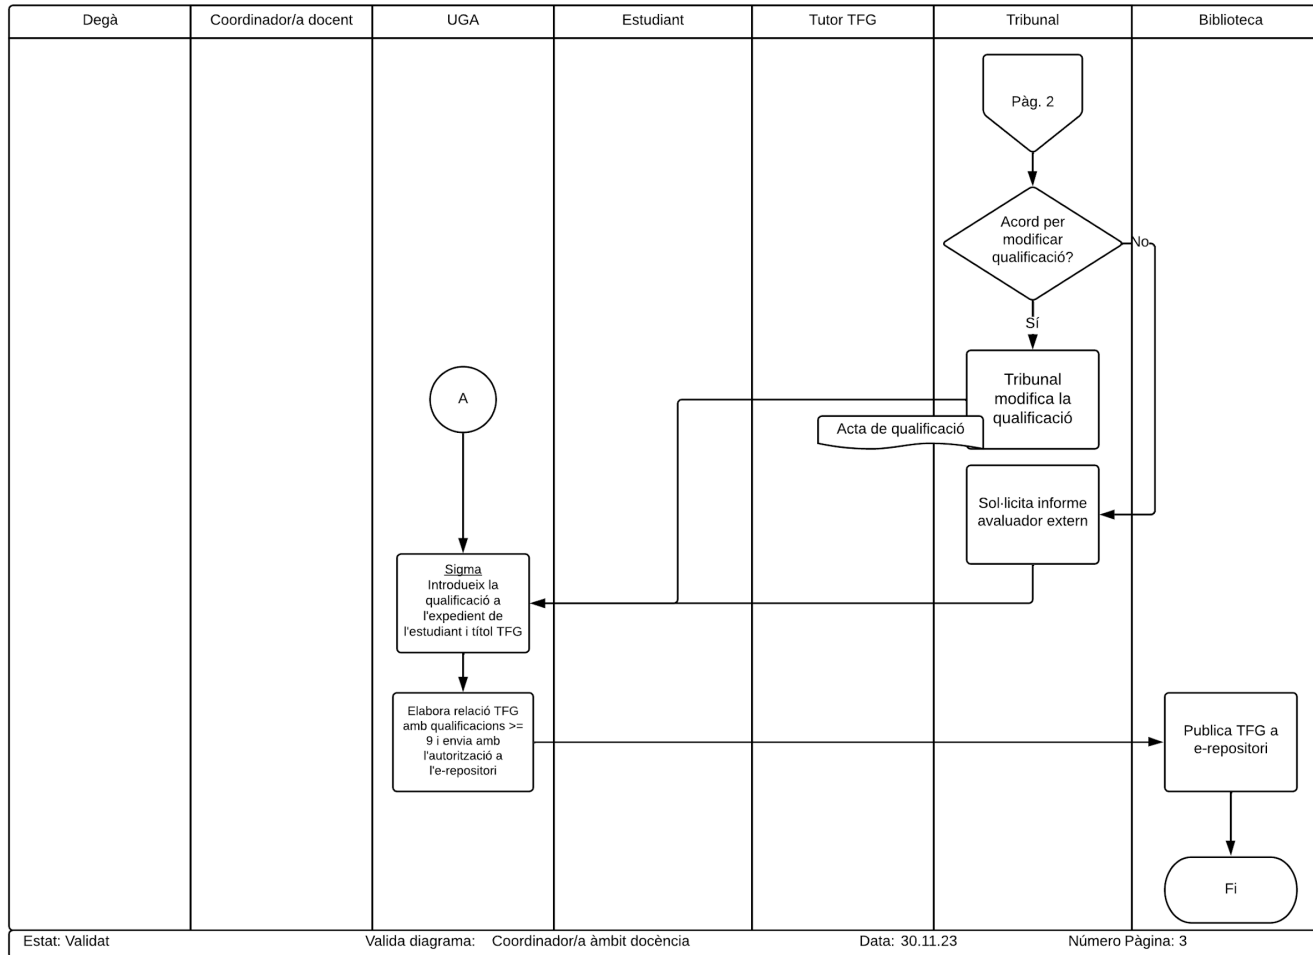 Degà
Coordinador/a docent
UGA
Estudiant
Tutor TFG
Tribunal
Biblioteca
Pàg. 2
Acord per
modificar
qualificació?
No
Sí
Tribunal
modifica la
qualificació
Acta de qualificació
A
Sol·licita informe
avaluador extern
Sigma
Introdueix la
qualificació a
l'expedient de
l'estudiant i títol TFG
Elabora relació TFG
amb qualificacions >=
9 i envia amb
l'autorització a
l'e-repositori
Publica TFG a
e-repositori
Fi
Estat: Validat
Valida diagrama: Coordinador/a àmbit docència
Data: 30.11.23
Número Pàgina: 3